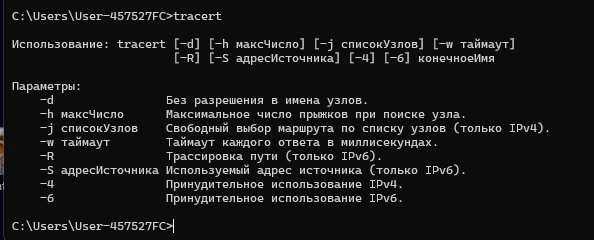 C:\Users\User-457527FC>tracert
Использование: tracert [-d] [-h максЧисло] [-j списокУзлов] [-w таймаут]
[-R] [-S адресИсточника] [-4] [-6] конечноеИмя
Параметры:
-d Без разрешения в имена узлов.
-h максЧисло Максимальное число прыжков при поиске узла.
-j списокУзлов Свободный выбор маршрута по списку узлов (только IPv4).
-w таймаут Таймаут каждого ответа в миллисекундах.
-R Трассировка пути (только IPv6).
-S адресИсточника Используемый адрес источника (только IPv6).
-4 Принудительное использование IPv4.
-6 Принудительное использование IPv6.
C:\Users\User-457527FC>